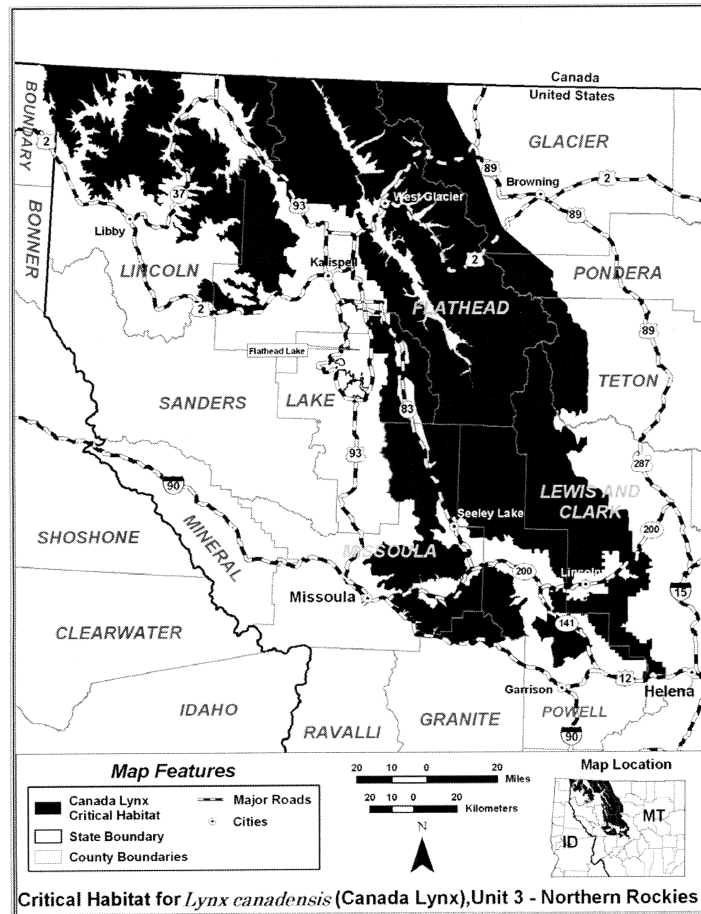 Canada
United States
BOUNDARY
2
GLACIER
89
Browning
2
37
West Glacier
93
89
BONNER
Libby
LINCOLN
Kalispell
2
PONDERA
2
FLATHEAD
89
Flathead Lake
TETON
SANDERS
LAKE
83
93
287
90
LEWIS AND
CLARK
Seeley Lake
200
SHOSHONE
MINERAL
MISSOULA
200
Lincoln
15
Missoula
141
CLEARWATER
12
Garrison
Helena
IDAHO
RAVALLI
GRANITE
POWELL
90
Map Features
Canada Lynx
Critical Habitat
State Boundary
County Boundaries
Major Roads
Cities
20 10 0 20
Miles
20 10 0 20
Kilometers
N
Map Location
MT
ID
Critical Habitat for Lynx canadensis (Canada Lynx),Unit 3 - Northern Rockies